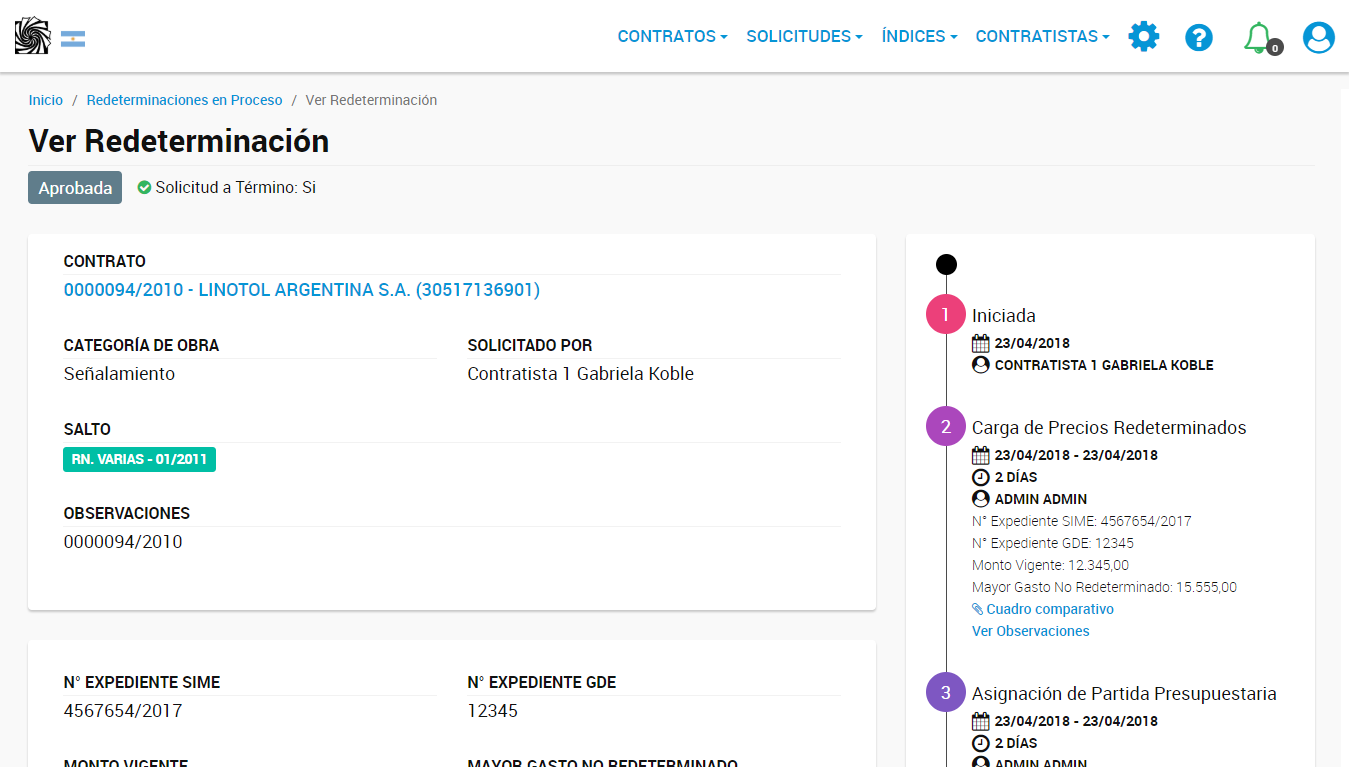 CONTRATOS SOLICITUDES ÍNDICES CONTRATISTAS 0
Inicio / Redeterminaciones en Proceso / Ver Redeterminación
Ver Redeterminación
Aprobada Solicitud a Término: Si
CONTRATO
0000094/2010 - LINOTOL ARGENTINA S.A. (30517136901)
CATEGORÍA DE OBRA
Señalamiento
SOLICITADO POR
Contratista 1 Gabriela Koble
SALTO
RN. VARIAS - 01/2011
OBSERVACIONES
0000094/2010
N° EXPEDIENTE SIME
4567654/2017
N° EXPEDIENTE GDE
12345
MONTO VIGENTE
MAYOR GASTO NO REDETERMINADO
1 Iniciada
23/04/2018
CONTRATISTA 1 GABRIELA KOBLE
2 Carga de Precios Redeterminados
23/04/2018 - 23/04/2018
2 DÍAS
ADMIN ADMIN
N° Expediente SIME: 4567654/2017
N° Expediente GDE: 12345
Monto Vigente: 12.345,00
Mayor Gasto No Redeterminado: 15.555,00
Cuadro comparativo
Ver Observaciones
3 Asignación de Partida Presupuestaria
23/04/2018 - 23/04/2018
2 DÍAS
ADMIN ADMIN